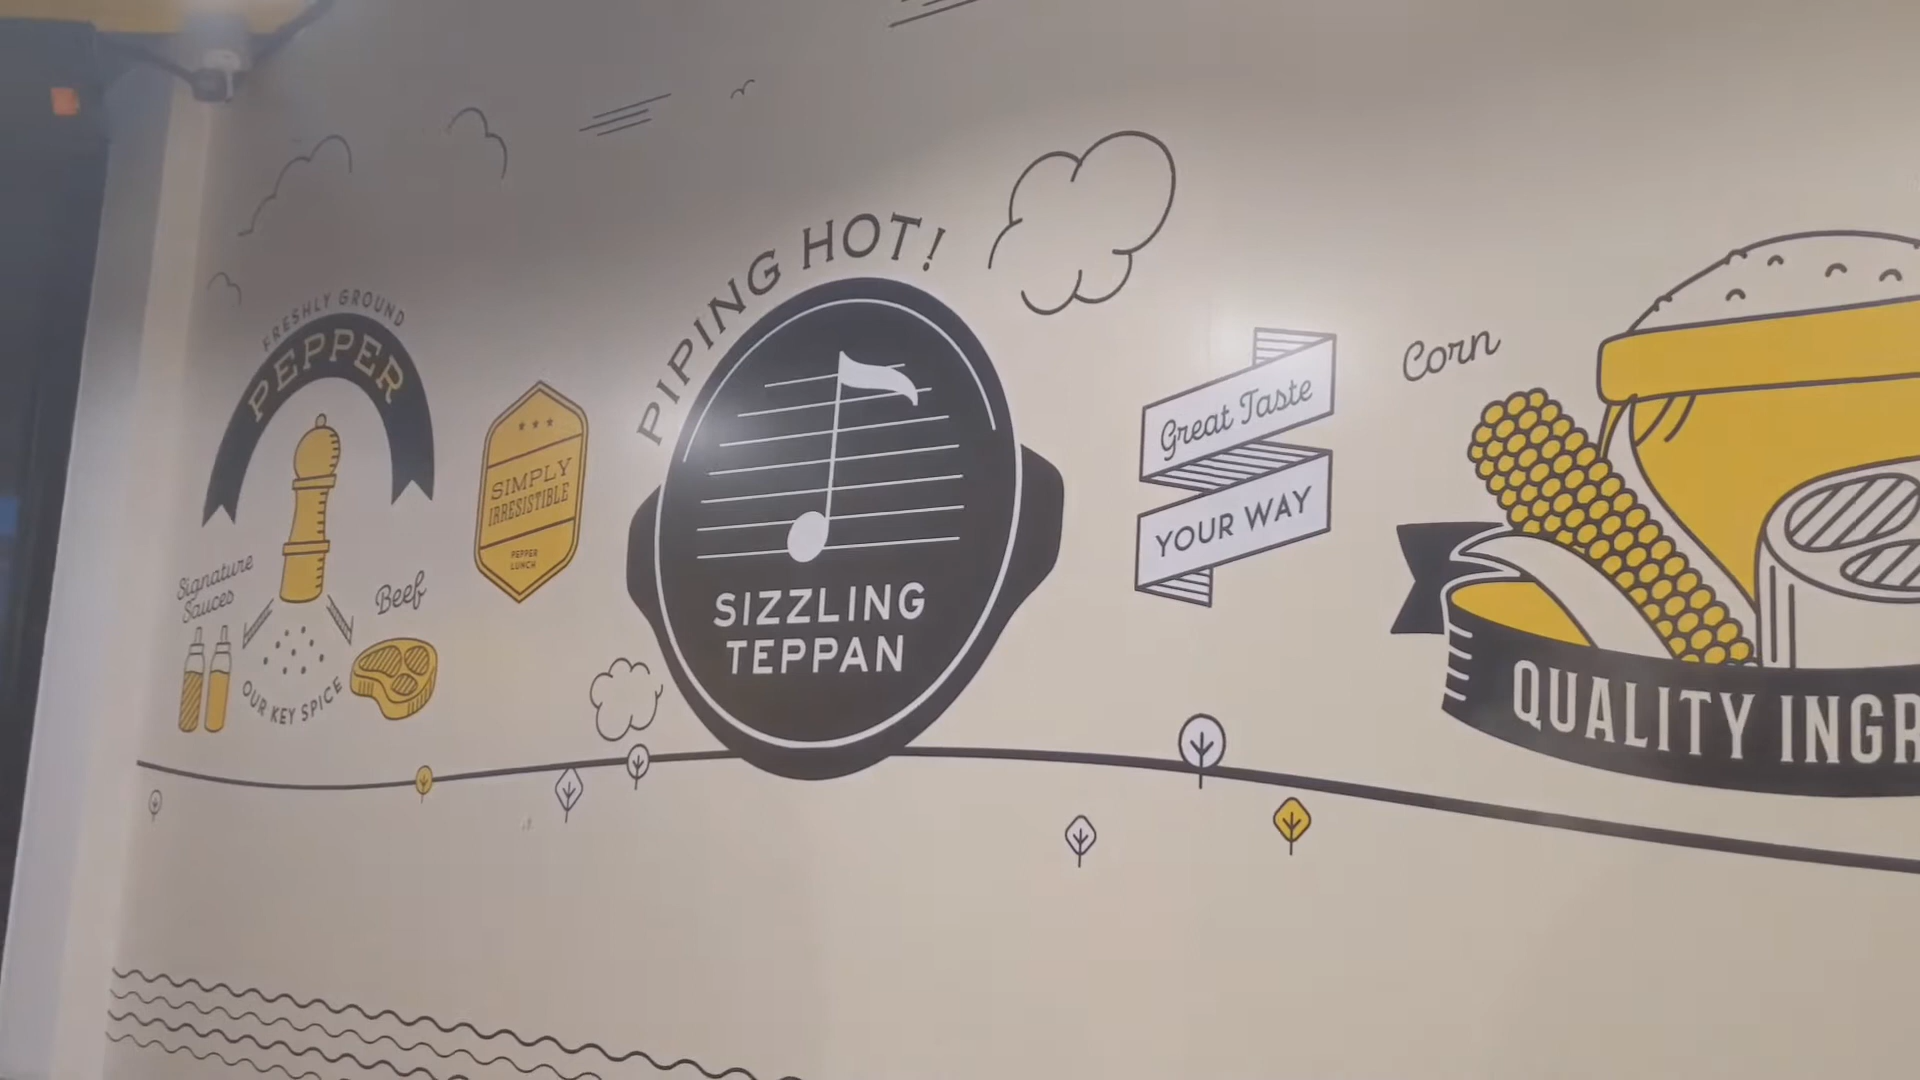 FRESHLY GROUND
PEPPER
Signature
Sauces
Beef
OUR KEY SPICE
SIMPLY
IRRESISTIBLE
PEPPER
LUNCH
PIPING HOT!
SIZZLING
TEPPAN
Great Taste
YOUR WAY
Corn
QUALITY INGR